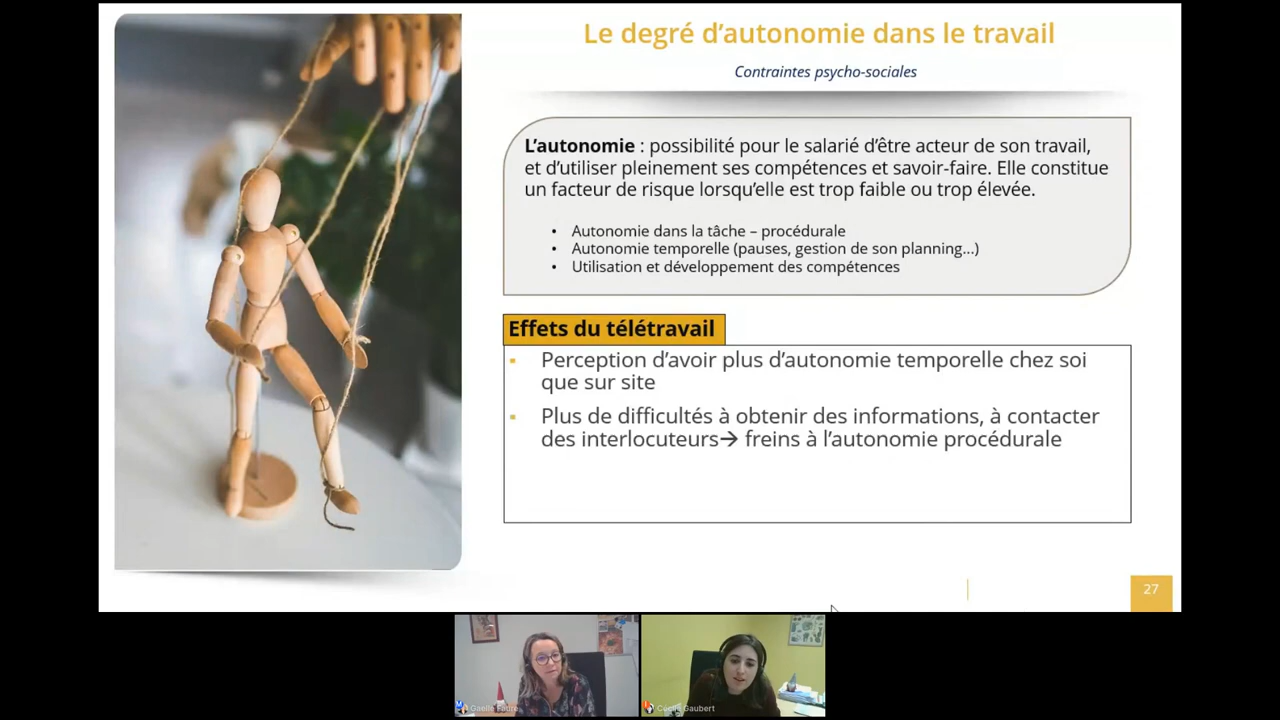 Le degré d’autonomie dans le travail
Contraintes psycho-sociales
L’autonomie : possibilité pour le salarié d’être acteur de son travail,
et d’utiliser pleinement ses compétences et savoir-faire. Elle constitue
un facteur de risque lorsqu’elle est trop faible ou trop élevée.
• Autonomie dans la tâche – procédurale
• Autonomie temporelle (pauses, gestion de son planning...)
• Utilisation et développement des compétences
Effets du télétravail
▪ Perception d’avoir plus d’autonomie temporelle chez soi
que sur site
▪ Plus de difficultés à obtenir des informations, à contacter
des interlocuteurs→ freins à l’autonomie procédurale
27
Gaelle Favre
Gaubert